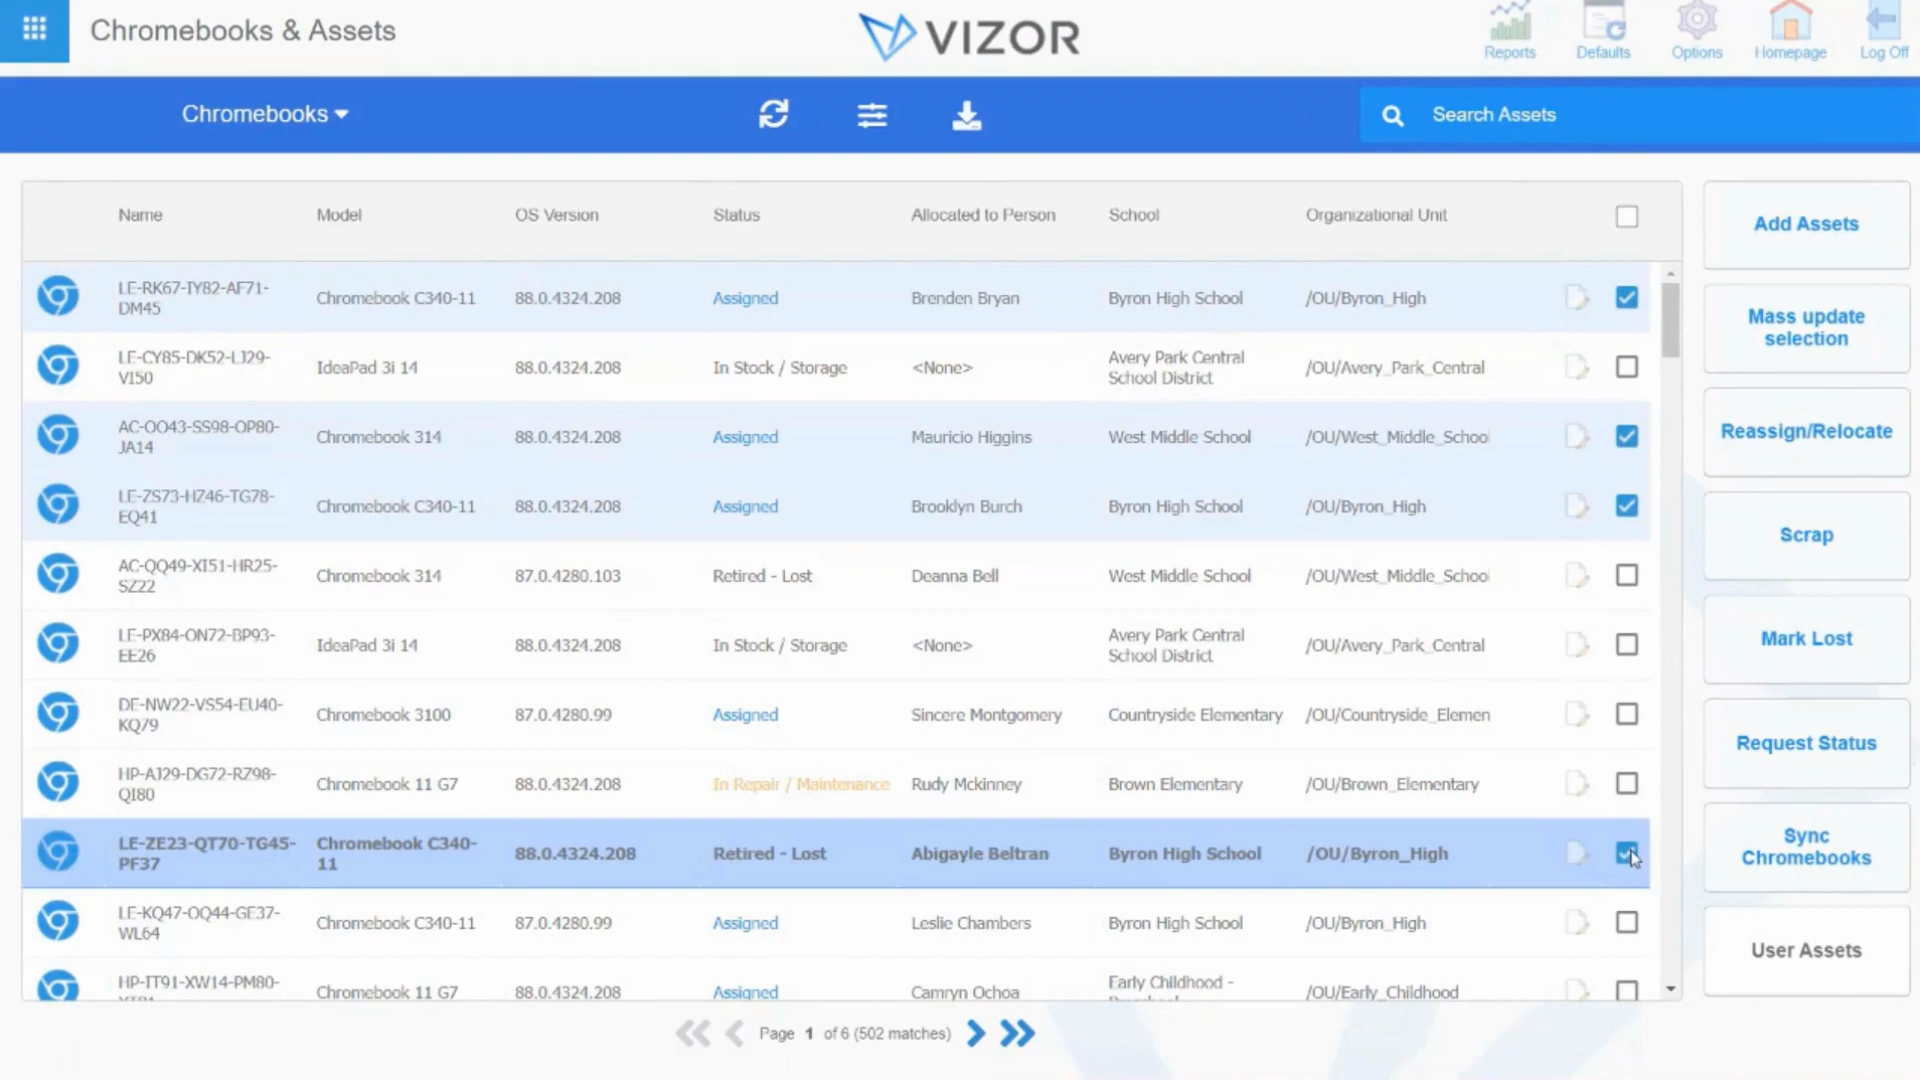 Chromebooks & Assets
VIZOR
Reports
Defaults
Options
Homepage
Log Off
Chromebooks
Search Assets
Name
Model
OS Version
Status
Allocated to Person
School
Organizational Unit
LE-RK67-IY82-AF71-
DM45
Chromebook C340-11
88.0.4324.208
Assigned
Brenden Bryan
Byron High School
/OU/Byron_High
LE-CY85-DK52-LJ29-
VI50
IdeaPad 3i 14
88.0.4324.208
In Stock / Storage
<None>
Avery Park Central
School District
/OU/Avery_Park_Central
AC-OO43-SS98-OP80-
JA14
Chromebook 314
88.0.4324.208
Assigned
Mauricio Higgins
West Middle School
/OU/West_Middle_School
LE-ZS73-HZ46-TG78-
EQ41
Chromebook C340-11
88.0.4324.208
Assigned
Brooklyn Burch
Byron High School
/OU/Byron_High
AC-QQ49-XI51-HR25-
SZ22
Chromebook 314
87.0.4280.103
Retired - Lost
Deanna Bell
West Middle School
/OU/West_Middle_School
LE-PX84-ON72-BP93-
EE26
IdeaPad 3i 14
88.0.4324.208
In Stock / Storage
<None>
Avery Park Central
School District
/OU/Avery_Park_Central
DE-NW22-VS54-EU40-
KQ79
Chromebook 3100
87.0.4280.99
Assigned
Sincere Montgomery
Countryside Elementary
/OU/Countryside_Elemen
HP-AJ29-DG72-RZ98-
QI80
Chromebook 11 G7
88.0.4324.208
In Repair / Maintenance
Rudy Mckinney
Brown Elementary
/OU/Brown_Elementary
LE-ZE23-QT70-TG45-
PF37
Chromebook C340-
11
88.0.4324.208
Retired - Lost
Abigayle Beltran
Byron High School
/OU/Byron_High
LE-KQ47-OQ44-GE37-
WL64
Chromebook C340-11
87.0.4280.99
Assigned
Leslie Chambers
Byron High School
/OU/Byron_High
HP-IT91-XW14-PM80-
Chromebook 11 G7
88.0.4324.208
Assigned
Camryn Ochoa
Early Childhood -
/OU/Early_Childhood
Add Assets
Mass update
selection
Reassign/Relocate
Scrap
Mark Lost
Request Status
Sync
Chromebooks
User Assets
Page 1 of 6 (502 matches)